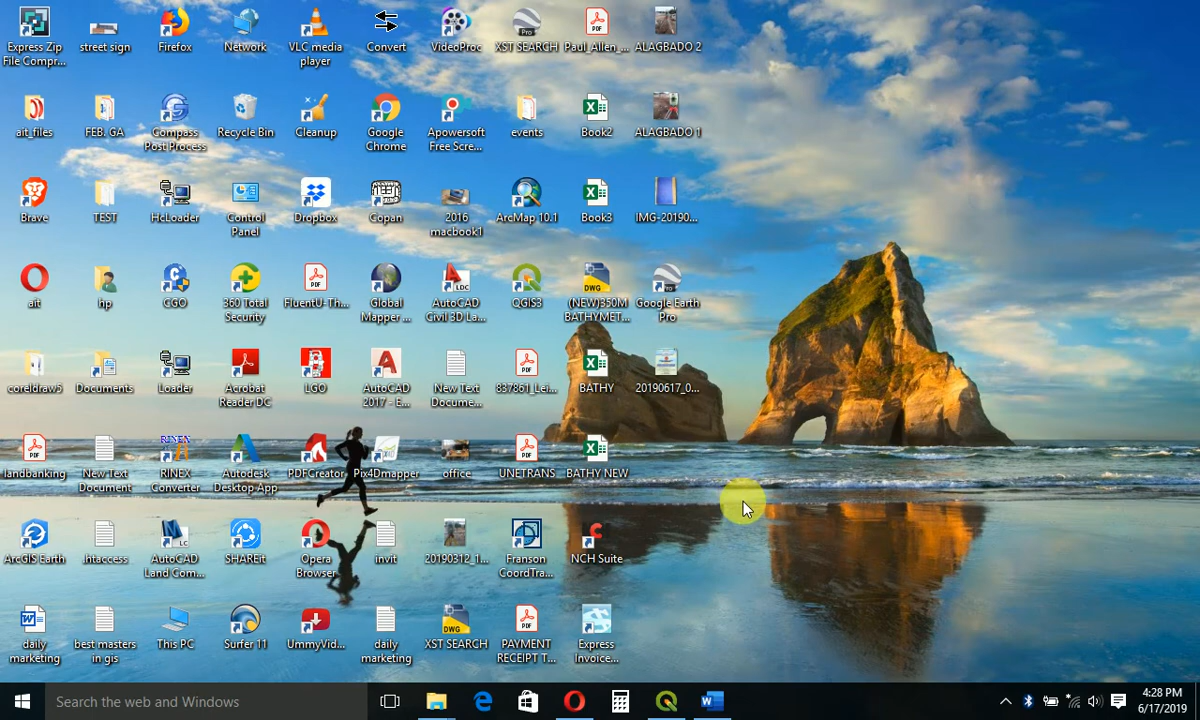 Express Zip
File Compr...
street sign
Firefox
Network
VLC media
player
Convert
VideoProc
XST SEARCH
Paul_Allen_...
ALAGBADO 2
ait_files
FEB. GA
Compass
Post Process
Recycle Bin
Cleanup
Google
Chrome
Apowersoft
Free Scre...
events
Book2
ALAGBADO 1
Brave
TEST
HcLoader
Control
Panel
Dropbox
Copan
2016
macbook1
ArcMap 10.1
Book3
IMG-20190...
ait
hp
CGO
360 Total
Security
FluentU-Th...
Global
Mapper ...
AutoCAD
Civil 3D La...
QGIS3
(NEW)350M
BATHYMET...
Google Earth
Pro
coreldraw5
Documents
Loader
Acrobat
Reader DC
LGO
AutoCAD
2017 - E...
New Text
Docume...
837861_Lei...
BATHY
20190617_0...
landbanking
New Text
Document
RINEX
Converter
Autodesk
Desktop App
PDFCreator
Pix4Dmapper
office
UNETRANS
BATHY NEW
ArcGIS Earth
.htaccess
AutoCAD
Land Com...
SHAREit
Opera
Browser
invit
20190312_1...
Franson
CoordTra...
NCH Suite
daily
marketing
best masters
in gis
This PC
Surfer 11
UmmyVid...
daily
marketing
XST SEARCH
PAYMENT
RECEIPT T...
Express
Invoice...
Search the web and Windows
4:28 PM
6/17/2019